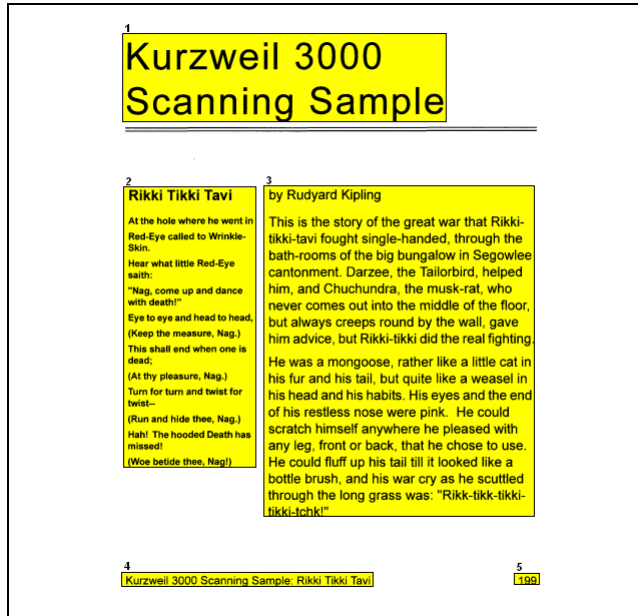 1
Kurzweil 3000
Scanning Sample
2
Rikki Tikki Tavi
At the hole where he went in
Red-Eye called to Wrinkle-
Skin.
Hear what little Red-Eye
saith:
"Nag, come up and dance
with death!"
Eye to eye and head to head,
(Keep the measure, Nag.)
This shall end when one is
dead;
(At thy pleasure, Nag.)
Turn for turn and twist for
twist--
(Run and hide thee, Nag.)
Hah! The hooded Death has
missed!
(Woe betide thee, Nag!)
3
by Rudyard Kipling
This is the story of the great war that Rikki-
tikki-tavi fought single-handed, through the
bath-rooms of the big bungalow in Segowlee
cantonment. Darzee, the Tailorbird, helped
him, and Chuchundra, the musk-rat, who
never comes out into the middle of the floor,
but always creeps round by the wall, gave
him advice, but Rikki-tikki did the real fighting.
He was a mongoose, rather like a little cat in
his fur and his tail, but quite like a weasel in
his head and his habits. His eyes and the end
of his restless nose were pink. He could
scratch himself anywhere he pleased with
any leg, front or back, that he chose to use.
He could fluff up his tail till it looked like a
bottle brush, and his war cry as he scuttled
through the long grass was: "Rikk-tikk-tikki-
tikki-tchk!"
4
Kurzweil 3000 Scanning Sample: Rikki Tikki Tavi
5
199